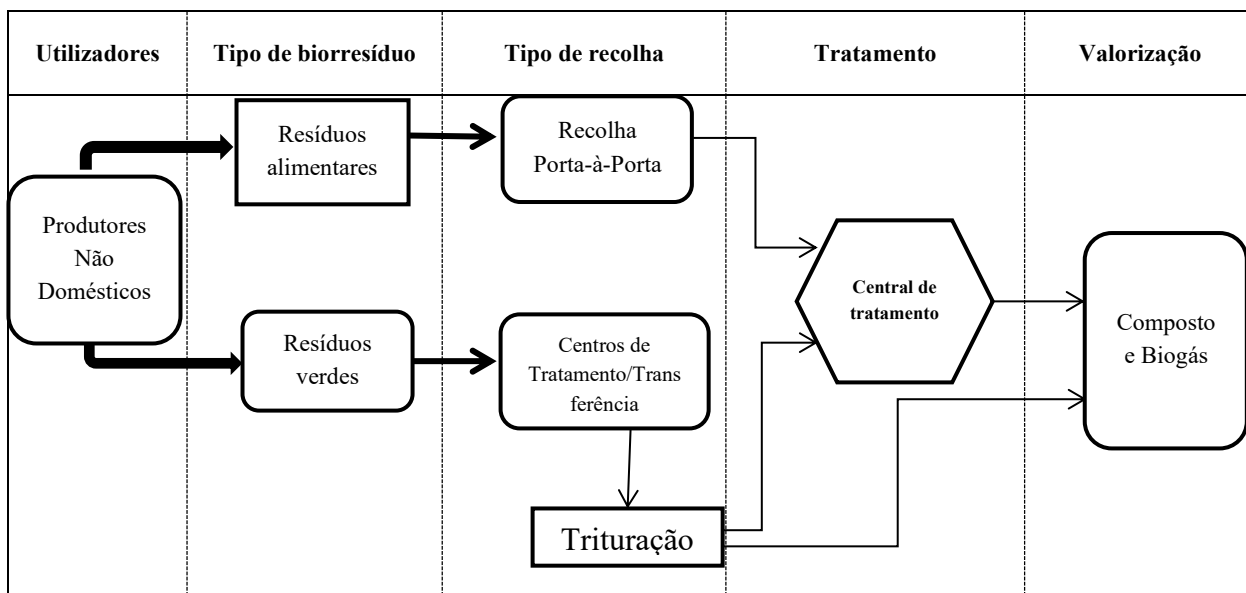 Utilizadores
Tipo de biorresíduo
Tipo de recolha
Tratamento
Valorização
Produtores
Não
Domésticos
Resíduos
alimentares
Recolha
Porta-à-Porta
Resíduos
verdes
Centros de
Tratamento/Trans
ferência
Trituração
Central de
tratamento
Composto
e Biogás